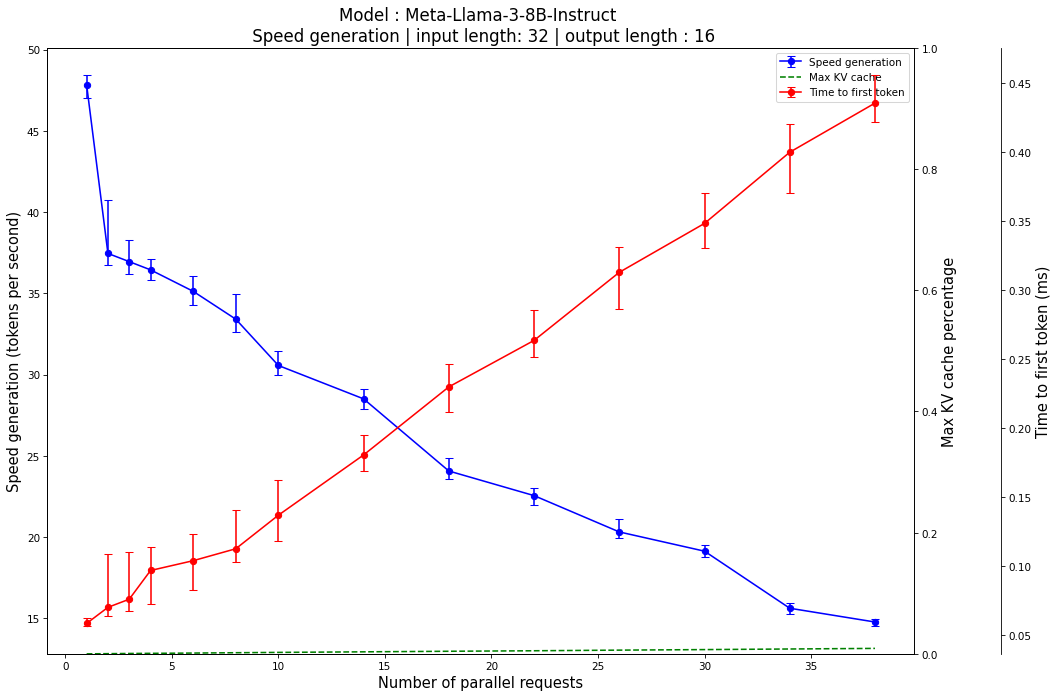 Model : Meta-Llama-3-8B-Instruct
Speed generation | input length: 32 | output length : 16
Speed generation
Max KV cache
Time to first token
Speed generation (tokens per second)
50
45
40
35
30
25
20
15
0 5 10 15 20 25 30 35
Number of parallel requests
1.0
0.8
0.6
0.4
0.2
0.0
Max KV cache percentage
0.45
0.40
0.35
0.30
0.25
0.20
0.15
0.10
0.05
Time to first token (ms)